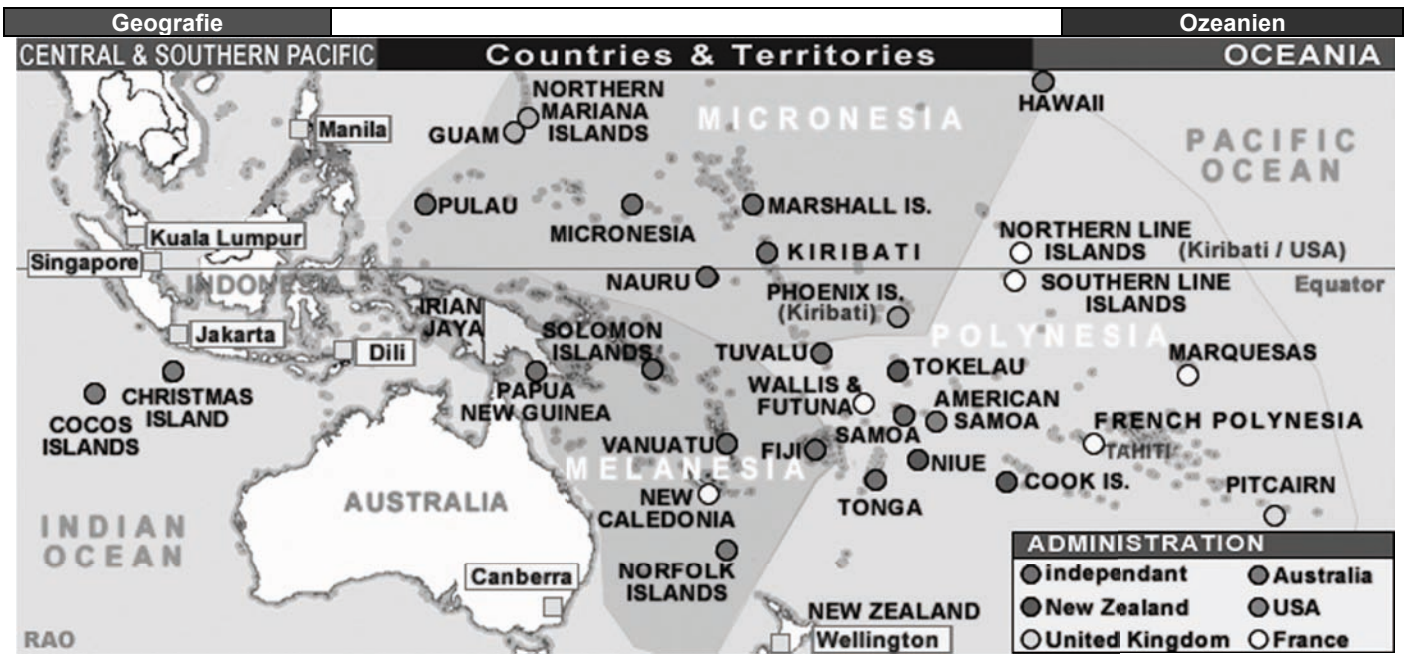 Geografie
Ozeanien
CENTRAL & SOUTHERN PACIFIC
Countries & Territories
OCEANIA
NORTHERN
MARIANA
ISLANDS
GUAM
MICRONESIA
HAWAII
PACIFIC
OCEAN
Manila
PULAU
MICRONESIA
MARSHALL IS.
Kuala Lumpur
KIRIBATI
NORTHERN LINE
ISLANDS
(Kiribati / USA)
Singapore
INDONESIA
NAURU
PHOENIX IS.
(Kiribati)
SOUTHERN LINE
ISLANDS
Equator
IRIAN
JAYA
SOLOMON
ISLANDS
POLYNESIA
Jakarta
Dili
TUVALU
TOKELAU
MARQUESAS
CHRISTMAS
ISLAND
COCOS
ISLANDS
PAPUA
NEW GUINEA
WALLIS &
FUTUNA
AMERICAN
SAMOA
SAMOA
FRENCH POLYNESIA
TAHITI
VANUATU
FIJI
MELANESIA
NIUE
COOK IS.
PITCAIRN
AUSTRALIA
NEW
CALEDONIA
TONGA
INDIAN
OCEAN
NORFOLK
ISLANDS
Canberra
NEW ZEALAND
Wellington
RAO
ADMINISTRATION
independant
Australia
New Zealand
USA
United Kingdom
France